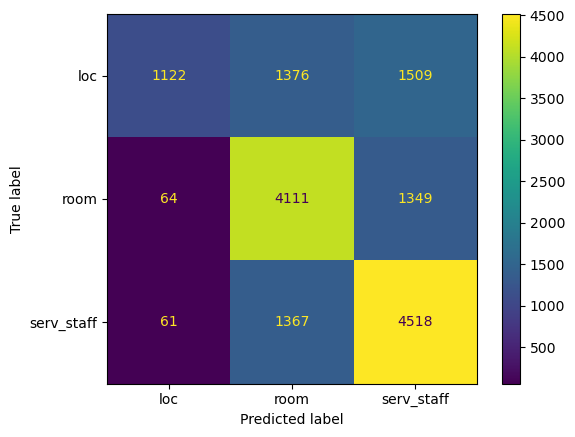 4500
4000
3500
3000
2500
2000
1500
1000
500
True label
loc 1122 1376 1509
room 64 4111 1349
serv_staff 61 1367 4518
loc room serv_staff
Predicted label